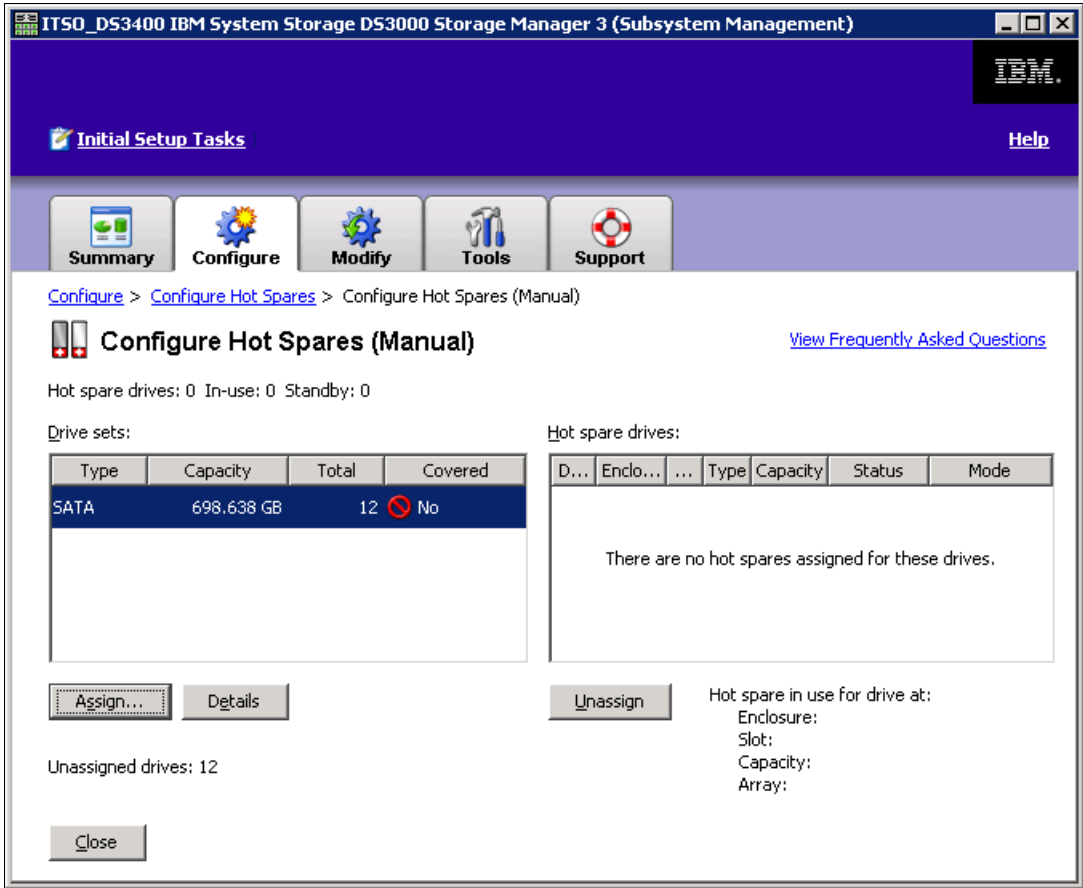 ITSO_DS3400 IBM System Storage DS3000 Storage Manager 3 (Subsystem Management)
IBM.
Initial Setup Tasks
Help
Summary
Configure
Modify
Tools
Support
Configure > Configure Hot Spares > Configure Hot Spares (Manual)
Configure Hot Spares (Manual)
View Frequently Asked Questions
Hot spare drives: 0 In-use: 0 Standby: 0
Drive sets:
Type Capacity Total Covered
SATA 698.638 GB 12 No
Hot spare drives:
D... Enclo... ... Type Capacity Status Mode
There are no hot spares assigned for these drives.
Assign...
Details
Unassign
Hot spare in use for drive at:
Enclosure:
Slot:
Capacity:
Array:
Unassigned drives: 12
Close